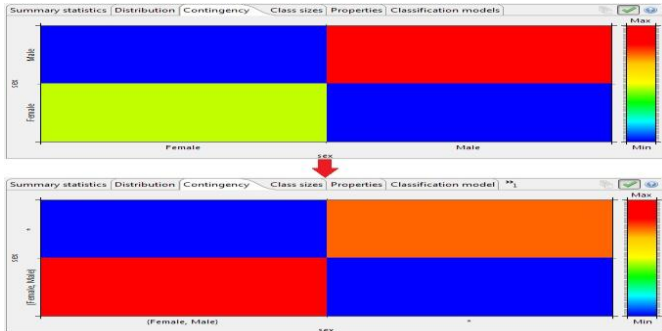 Summary statistics Distribution Contingency Class sizes Properties Classification models
Max
Male
sex
Female
Female Male
sex
Min
Summary statistics Distribution Contingency Class sizes Properties Classification model »1
Max
*
sex
{Female, Male}
{Female, Male} *
sex
Min